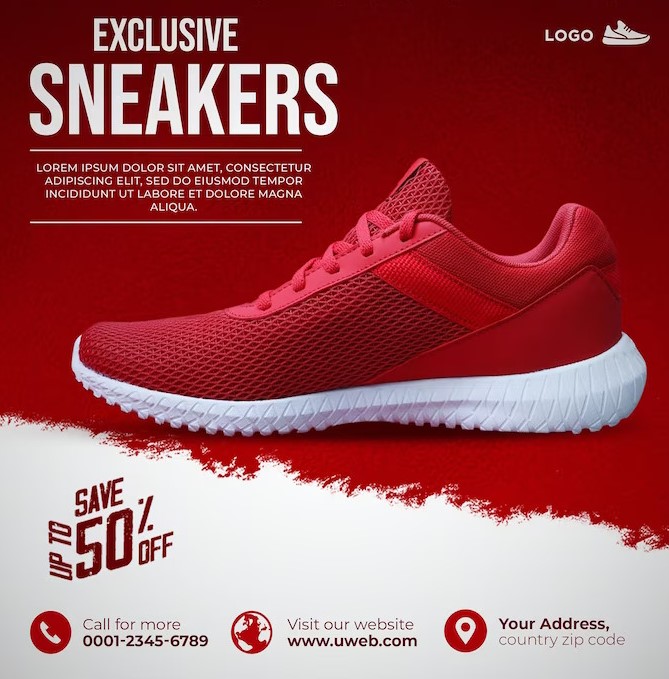 EXCLUSIVE
SNEAKERS
LOGO
LOREM IPSUM DOLOR SIT AMET, CONSECTETUR
ADIPISCING ELIT, SED DO EIUSMOD TEMPOR
INCIDIDUNT UT LABORE ET DOLORE MAGNA
ALIQUA.
SAVE
UP TO
50%
OFF
Call for more
0001-2345-6789
Visit our website
www.uweb.com
Your Address,
country zip code